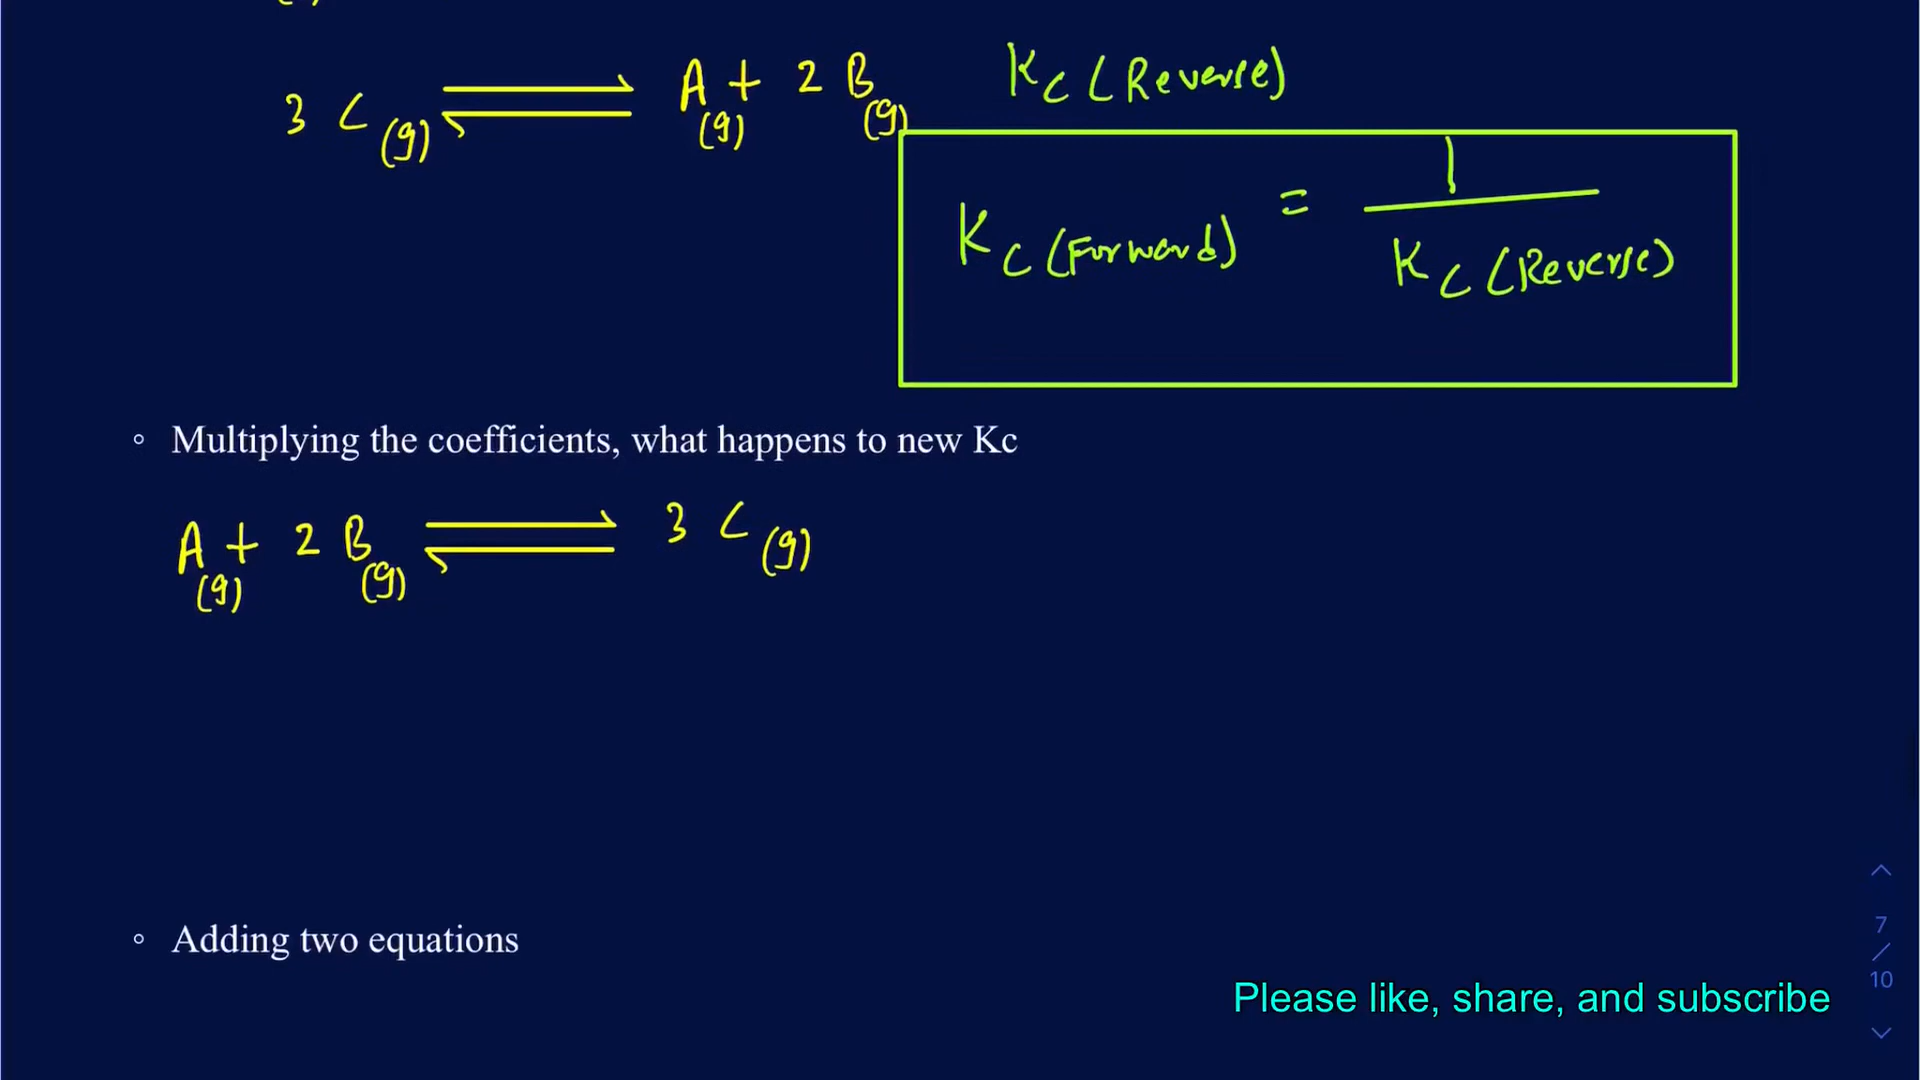 3 C(g) ⇌ A(g) + 2 B(g) Kc (Reverse)
Kc (Forward) = 1 / Kc (Reverse)
◦ Multiplying the coefficients, what happens to new Kc
A(g) + 2 B(g) ⇌ 3 C(g)
◦ Adding two equations
Please like, share, and subscribe
7
/
10